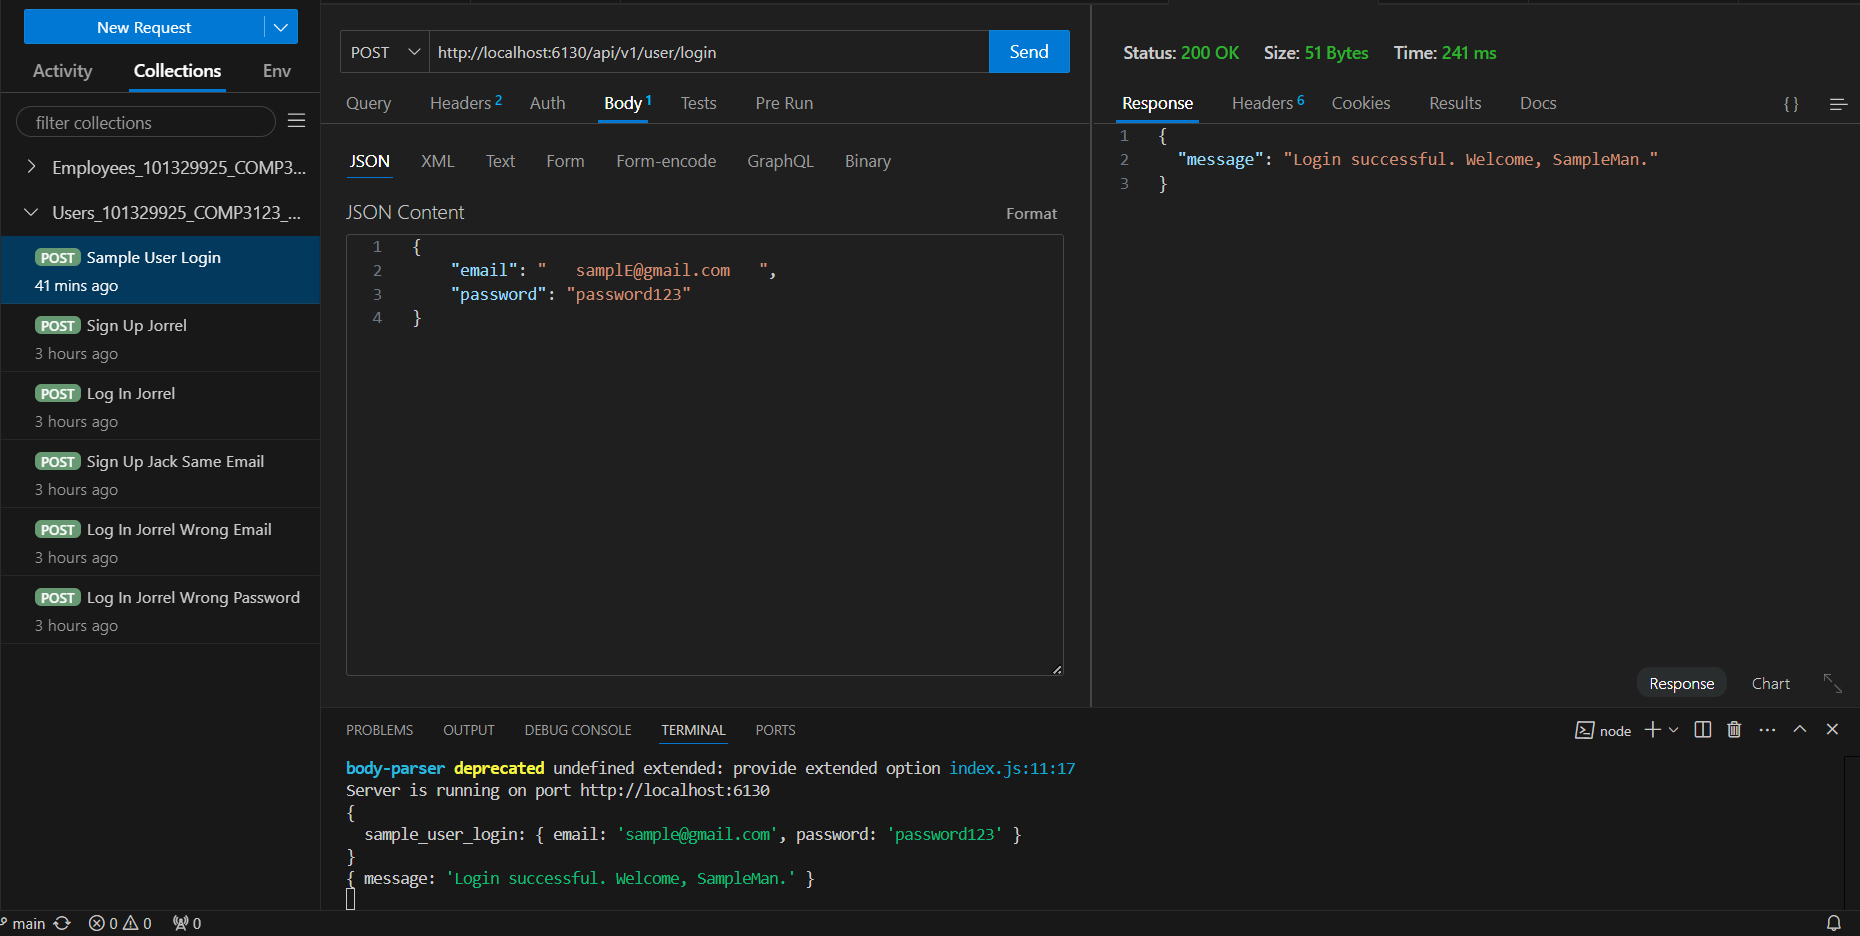 New Request
Activity Collections Env
filter collections
Employees_101329925_COMP3...
Users_101329925_COMP3123_...
POST Sample User Login
41 mins ago
POST Sign Up Jorrel
3 hours ago
POST Log In Jorrel
3 hours ago
POST Sign Up Jack Same Email
3 hours ago
POST Log In Jorrel Wrong Email
3 hours ago
POST Log In Jorrel Wrong Password
3 hours ago
POST http://localhost:6130/api/v1/user/login Send
Query Headers 2 Auth Body 1 Tests Pre Run
JSON XML Text Form Form-encode GraphQL Binary
JSON Content Format
1 {
2 "email": "   samplE@gmail.com   ",
3 "password": "password123"
4 }
Status: 200 OK Size: 51 Bytes Time: 241 ms
Response Headers 6 Cookies Results Docs { }
1 {
2 "message": "Login successful. Welcome, SampleMan."
3 }
Response Chart
PROBLEMS OUTPUT DEBUG CONSOLE TERMINAL PORTS node
body-parser deprecated undefined extended: provide extended option index.js:11:17
Server is running on port http://localhost:6130
{
sample_user_login: { email: 'sample@gmail.com', password: 'password123' }
}
{ message: 'Login successful. Welcome, SampleMan.' }
main 0 0 0